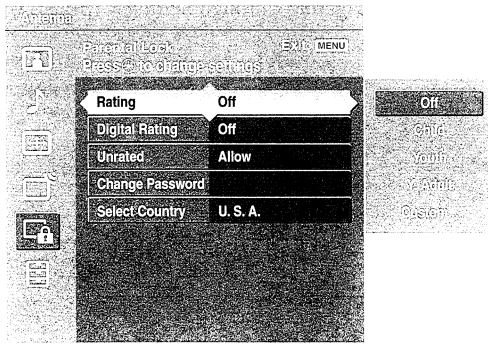 Antenna
Parental Lock Exit: MENU
Press to change settings
Rating Off
Digital Rating Off
Unrated Allow
Change Password
Select Country U. S. A.
Off
Child
Youth
Y. Adult
Custom